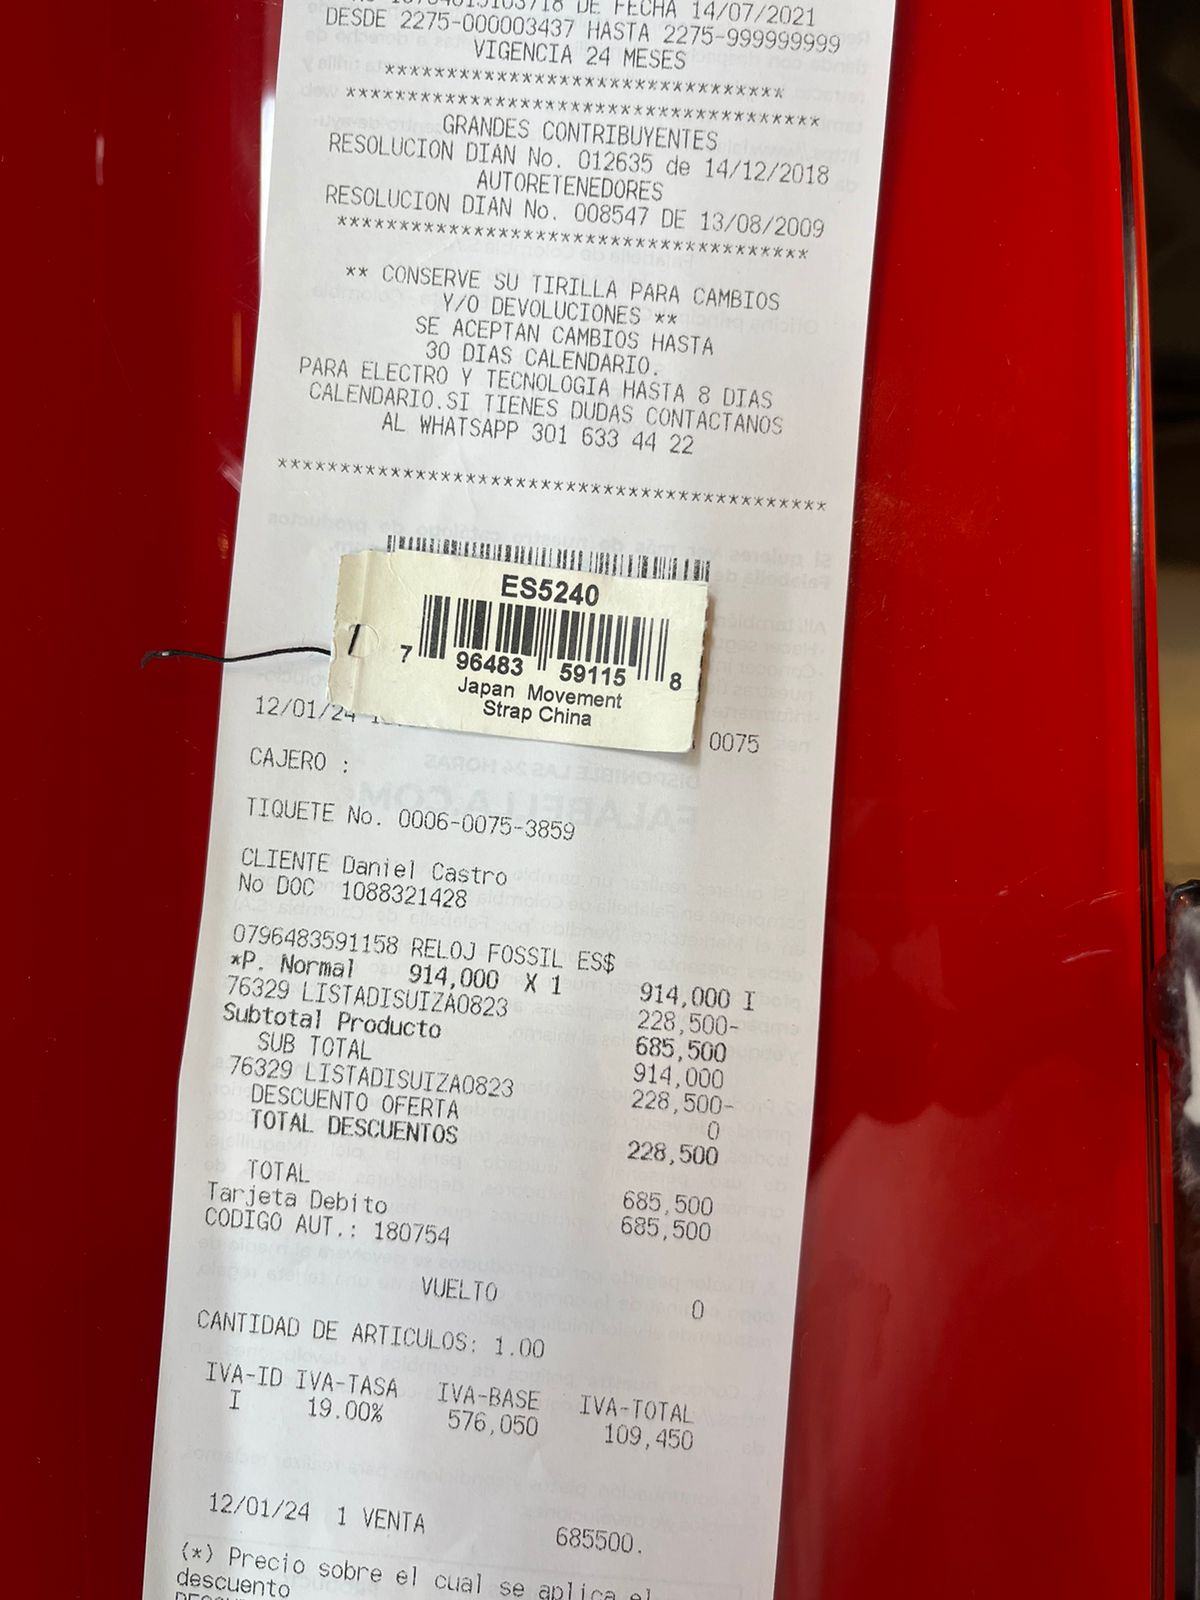 DE FECHA 14/07/2021
DESDE 2275-000003437 HASTA 2275-999999999
VIGENCIA 24 MESES
**********************************
****************************************
GRANDES CONTRIBUYENTES
RESOLUCION DIAN No. 012635 de 14/12/2018
AUTORETENEDORES
RESOLUCION DIAN No. 008547 DE 13/08/2009
****************************************
** CONSERVE SU TIRILLA PARA CAMBIOS
Y/O DEVOLUCIONES **
SE ACEPTAN CAMBIOS HASTA
30 DIAS CALENDARIO.
PARA ELECTRO Y TECNOLOGIA HASTA 8 DIAS
CALENDARIO.SI TIENES DUDAS CONTACTANOS
AL WHATSAPP 301 633 44 22
********************************************
ES5240
7 96483 59115 8
Japan Movement
Strap China
12/01/24 0075
CAJERO :
TIQUETE No. 0006-0075-3859
CLIENTE Daniel Castro
No DOC 1088321428
0796483591158 RELOJ FOSSIL ES$
*P. Normal 914,000 X 1 914,000 I
76329 LISTADISUIZA0823 228,500-
Subtotal Producto 685,500
SUB TOTAL 914,000
76329 LISTADISUIZA0823 228,500-
DESCUENTO OFERTA 0
TOTAL DESCUENTOS 228,500
TOTAL 685,500
Tarjeta Debito 685,500
CODIGO AUT.: 180754
VUELTO 0
CANTIDAD DE ARTICULOS: 1.00
IVA-ID IVA-TASA IVA-BASE IVA-TOTAL
I 19.00% 576,050 109,450
12/01/24 1 VENTA 685500.
(*) Precio sobre el cual se aplica el
descuento